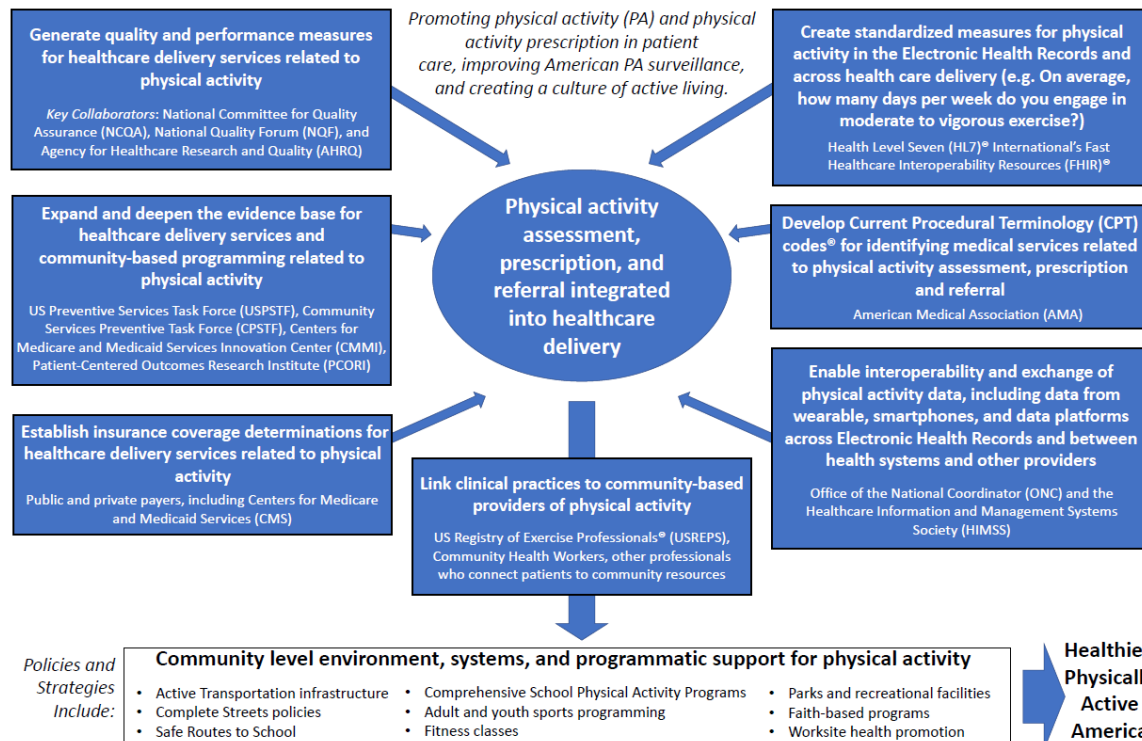 Generate quality and performance measures
for healthcare delivery services related to
physical activity
Key Collaborators: National Committee for Quality
Assurance (NCQA), National Quality Forum (NQF), and
Agency for Healthcare Research and Quality (AHRQ)
Promoting physical activity (PA) and physical
activity prescription in patient
care, improving American PA surveillance,
and creating a culture of active living.
Create standardized measures for physical
activity in the Electronic Health Records and
across health care delivery (e.g. On average,
how many days per week do you engage in
moderate to vigorous exercise?)
Health Level Seven (HL7)® International's Fast
Healthcare Interoperability Resources (FHIR)®
Expand and deepen the evidence base for
healthcare delivery services and
community-based programming related to
physical activity
US Preventive Services Task Force (USPSTF), Community
Services Preventive Task Force (CPSTF), Centers for
Medicare and Medicaid Services Innovation Center (CMMI),
Patient-Centered Outcomes Research Institute (PCORI)
Physical activity
assessment,
prescription, and
referral integrated
into healthcare
delivery
Develop Current Procedural Terminology (CPT)
codes® for identifying medical services related
to physical activity assessment, prescription
and referral
American Medical Association (AMA)
Establish insurance coverage determinations for
healthcare delivery services related to physical
activity
Public and private payers, including Centers for Medicare
and Medicaid Services (CMS)
Enable interoperability and exchange of
physical activity data, including data from
wearable, smartphones, and data platforms
across Electronic Health Records and between
health systems and other providers
Office of the National Coordinator (ONC) and the
Healthcare Information and Management Systems
Society (HIMSS)
Link clinical practices to community-based
providers of physical activity
US Registry of Exercise Professionals® (USREPS),
Community Health Workers, other professionals
who connect patients to community resources
Policies and
Strategies
Include:
Community level environment, systems, and programmatic support for physical activity
• Active Transportation infrastructure
• Complete Streets policies
• Safe Routes to School
• Comprehensive School Physical Activity Programs
• Adult and youth sports programming
• Fitness classes
• Parks and recreational facilities
• Faith-based programs
• Worksite health promotion
Healthie
Physicall
Active
America